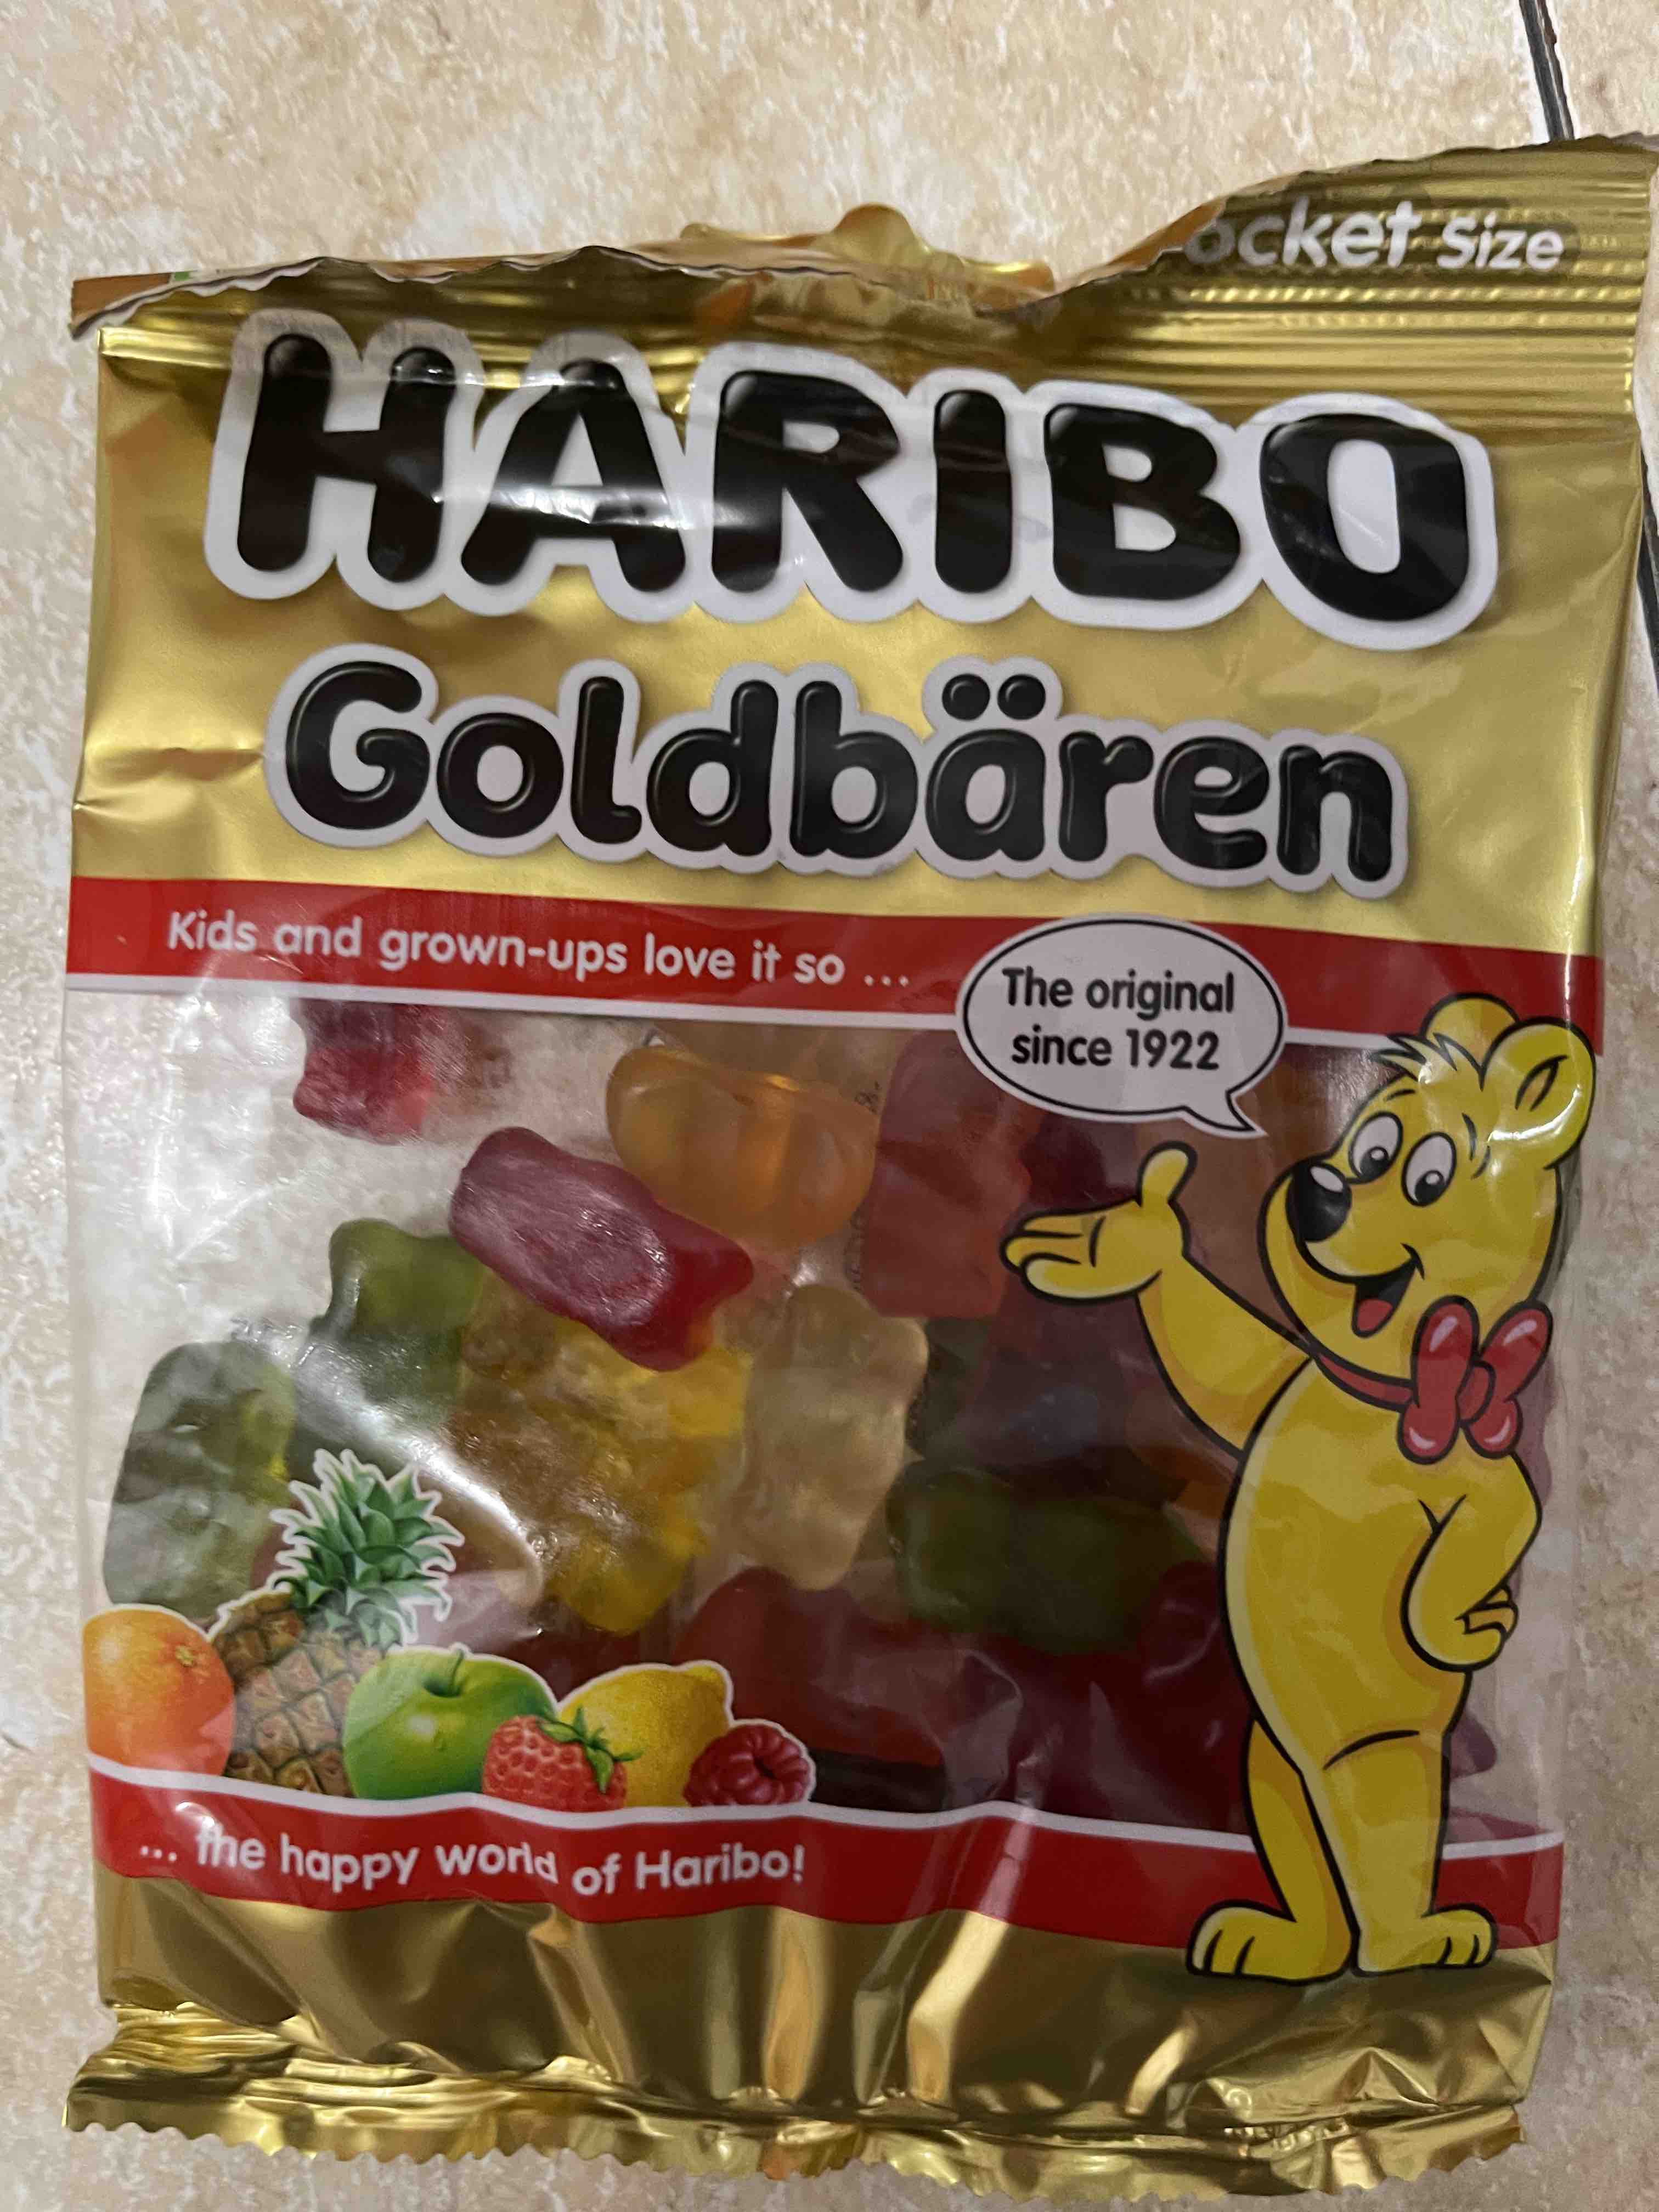 ocket Size
HARIBO
Goldbären
Kids and grown-ups love it so ...
The original
since 1922
... the happy world of Haribo!